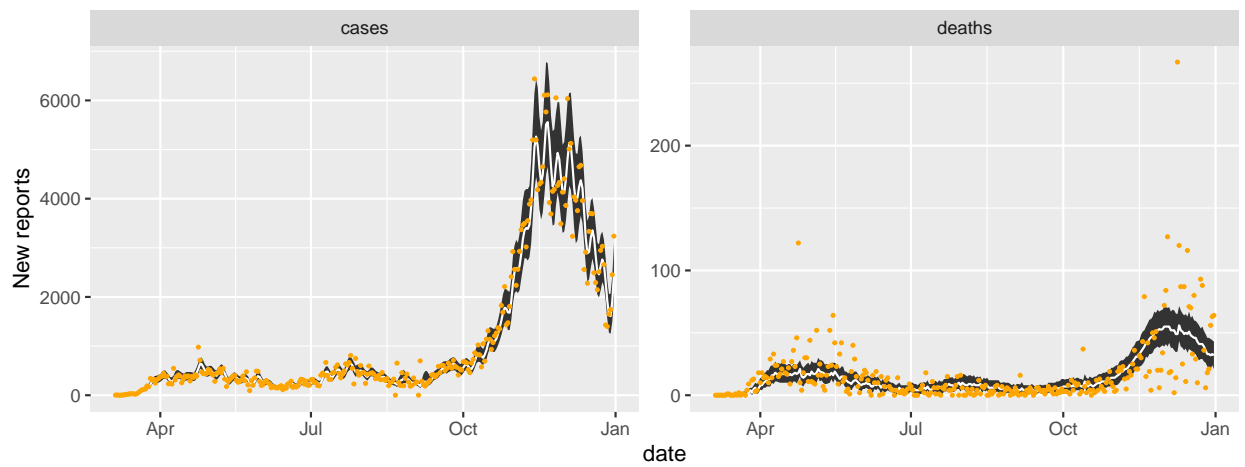 cases
deaths
New reports
6000
4000
2000
0
200
100
0
Apr
Jul
Oct
Jan
Apr
Jul
Oct
Jan
date